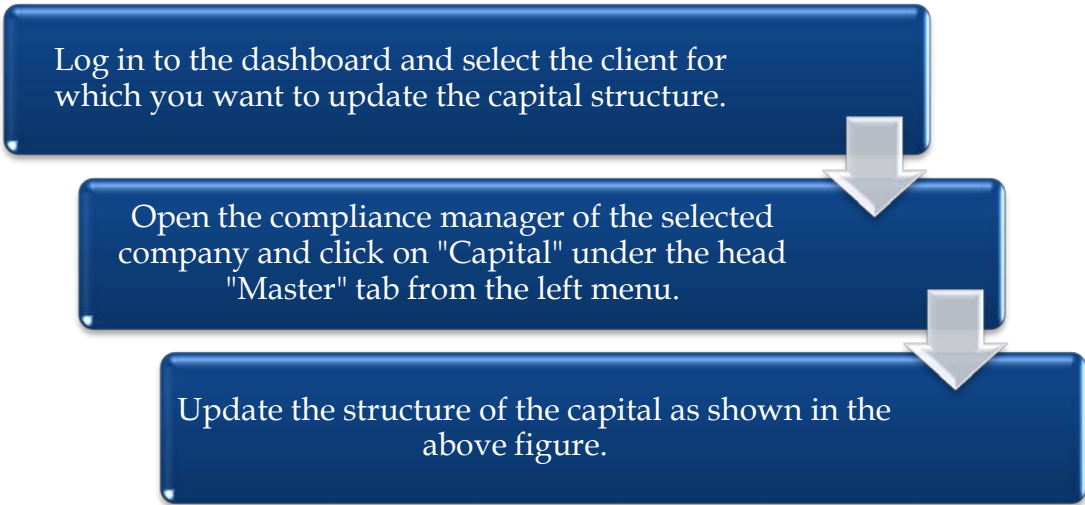 Log in to the dashboard and select the client for
which you want to update the capital structure.
Open the compliance manager of the selected
company and click on "Capital" under the head
"Master" tab from the left menu.
Update the structure of the capital as shown in the
above figure.